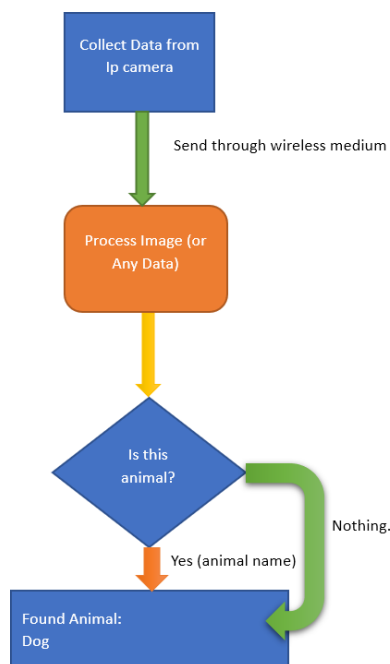 Collect Data from
Ip camera
Send through wireless medium
Process Image (or
Any Data)
Is this
animal?
Nothing.
Yes (animal name)
Found Animal:
Dog